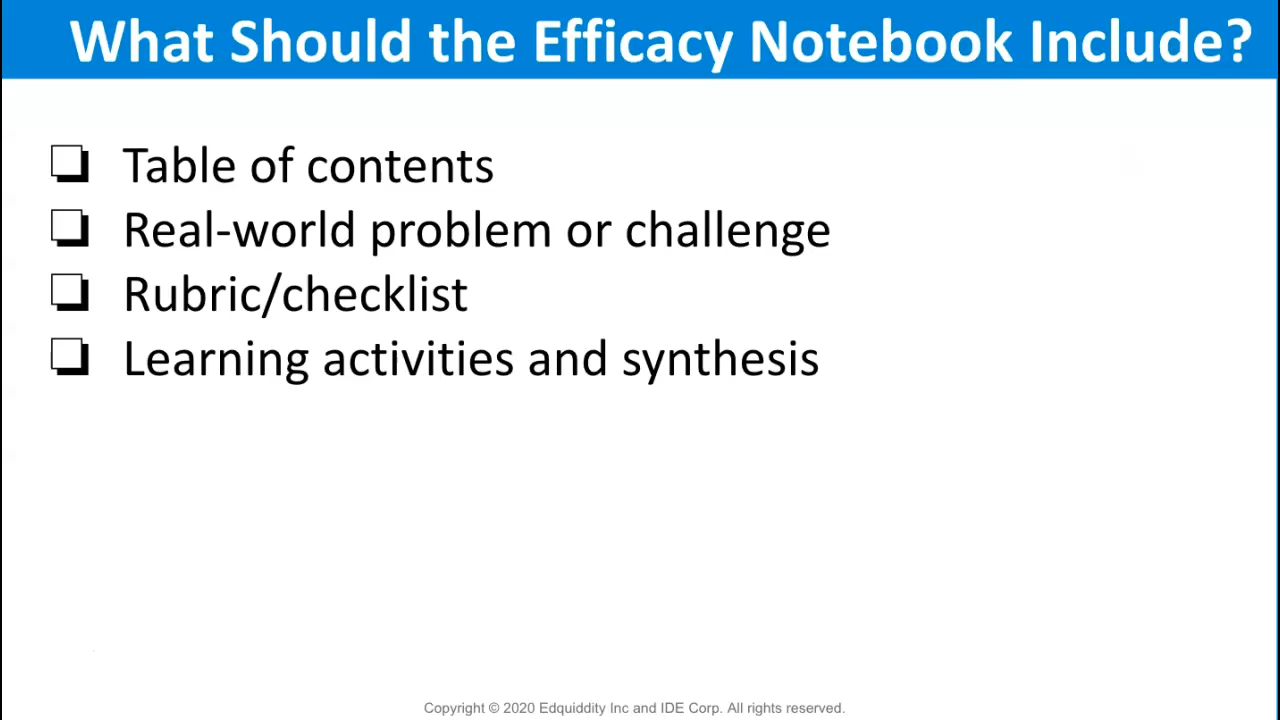 What Should the Efficacy Notebook Include?
❏ Table of contents
❏ Real-world problem or challenge
❏ Rubric/checklist
❏ Learning activities and synthesis
Copyright © 2020 Edquiddity Inc and IDE Corp. All rights reserved.